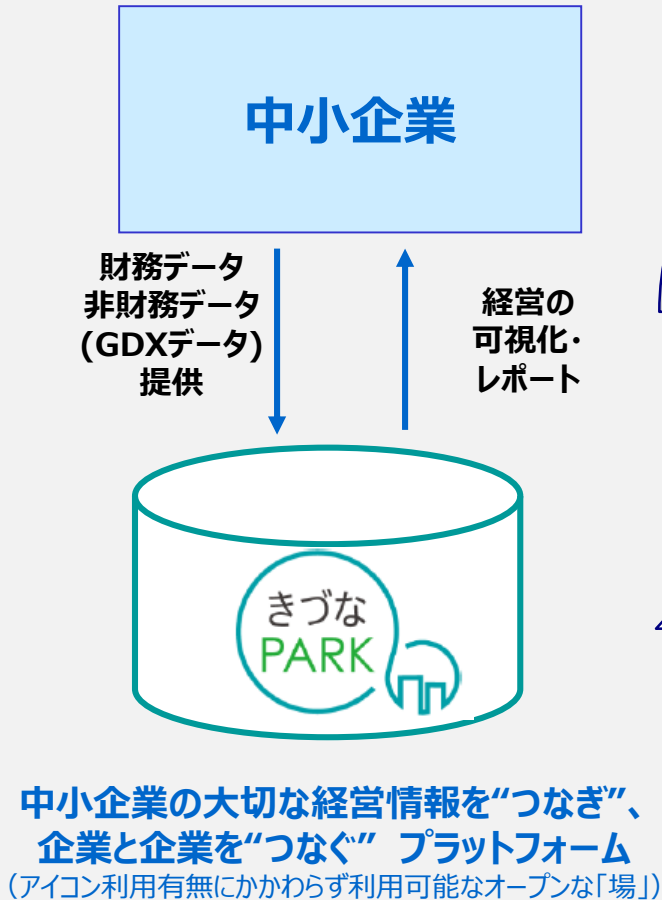 中小企業
財務データ
非財務データ
(GDXデータ)
提供
経営の
可視化・
レポート
きづな
PARK
中小企業の大切な経営情報を“つなぎ”、
企業と企業を“つなぐ” プラットフォーム
（アイコン利用有無にかかわらず利用可能なオープンな「場」）